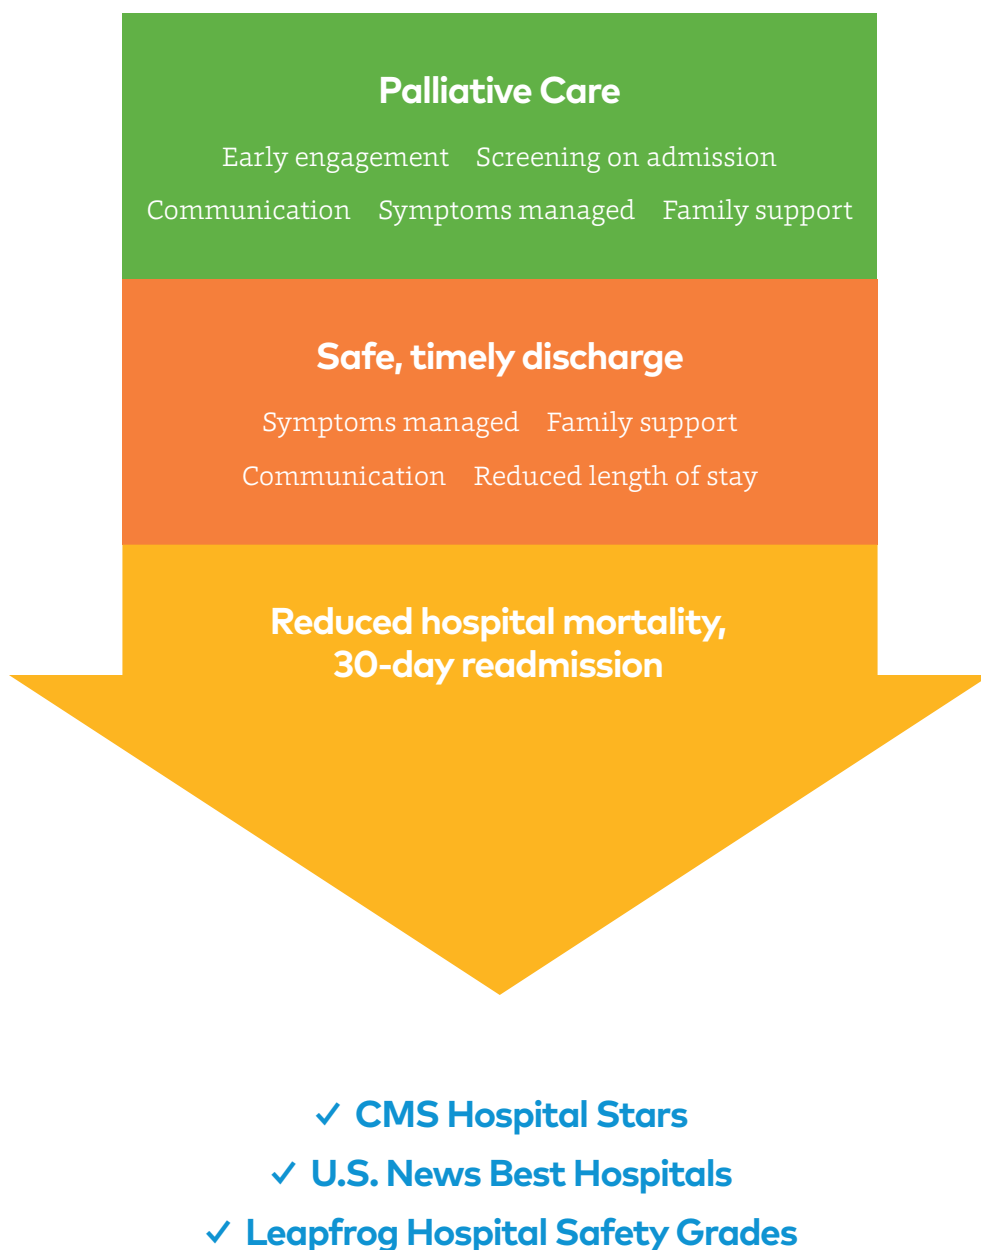 Palliative Care
Early engagement Screening on admission
Communication Symptoms managed Family support
Safe, timely discharge
Symptoms managed Family support
Communication Reduced length of stay
Reduced hospital mortality,
30-day readmission
✓ CMS Hospital Stars
✓ U.S. News Best Hospitals
✓ Leapfrog Hospital Safety Grades